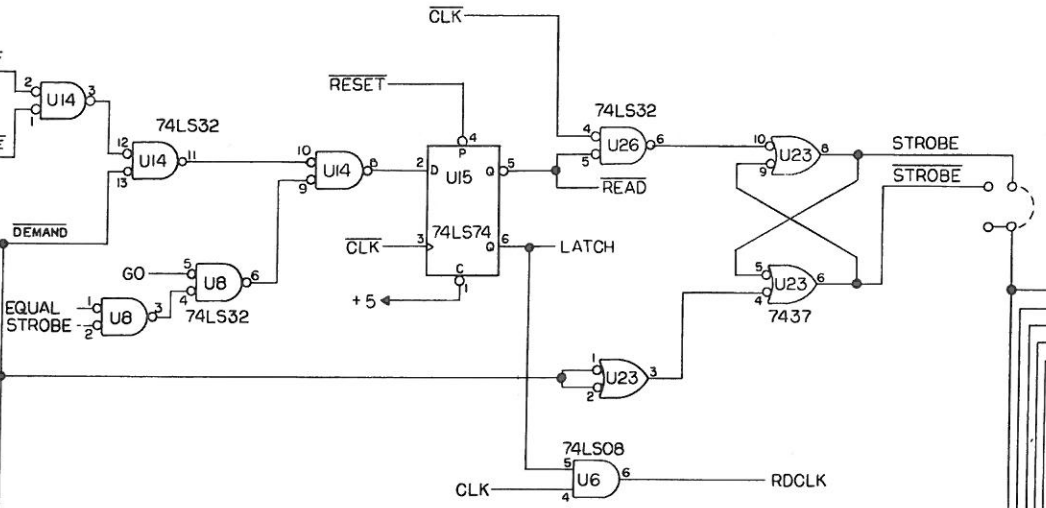 CLK
RESET
74LS32
2
U14
3
1
74LS32
12
U14
11
13
10
U14
8
9
4
P
2
D
U15
Q
5
4
U26
6
5
READ
10
U23
8
9
STROBE
STROBE
DEMAND
CLK
3
74LS74
Q
6
LATCH
C
1
+5
GO
5
U8
6
4
74LS32
EQUAL
1
STROBE
2
U8
3
5
U23
6
4
7437
1
U23
3
2
74LS08
5
U6
6
4
CLK
RDCLK